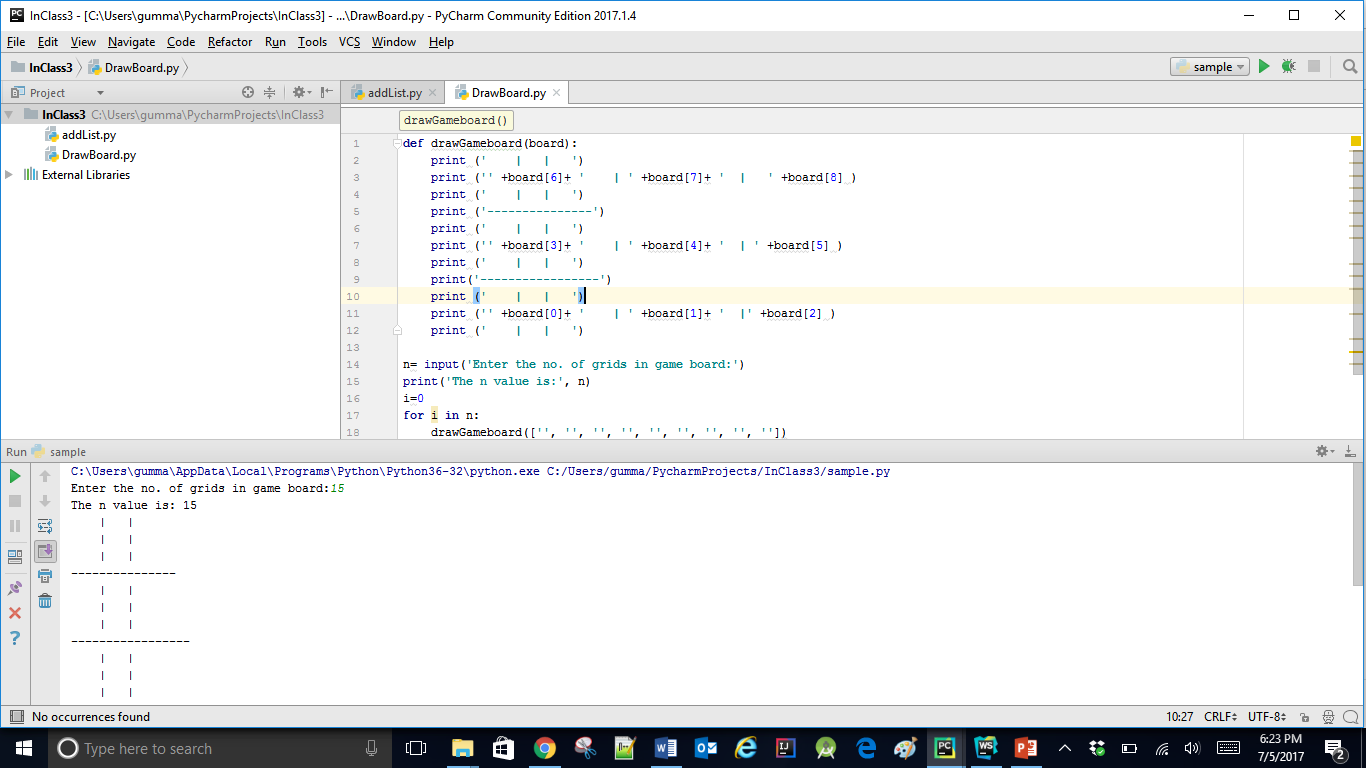 InClass3 - [C:\Users\gumma\PycharmProjects\InClass3] - ...\DrawBoard.py - PyCharm Community Edition 2017.1.4
File Edit View Navigate Code Refactor Run Tools VCS Window Help
InClass3 DrawBoard.py sample
Project addList.py DrawBoard.py
InClass3 C:\Users\gumma\PycharmProjects\InClass3
addList.py
DrawBoard.py
External Libraries
drawGameboard()
1 def drawGameboard(board):
2     print ('    |   |   ')
3     print ('' +board[6]+ '    | ' +board[7]+ '  |   ' +board[8] )
4     print ('    |   |   ')
5     print ('---------------')
6     print ('    |   |   ')
7     print ('' +board[3]+ '    | ' +board[4]+ '  | ' +board[5] )
8     print ('    |   |   ')
9     print('-----------------')
10     print ('    |   |   ')
11     print ('' +board[0]+ '    | ' +board[1]+ '  |' +board[2] )
12     print ('    |   |   ')
13
14 n= input('Enter the no. of grids in game board:')
15 print('The n value is:', n)
16 i=0
17 for i in n:
18     drawGameboard(['', '', '', '', '', '', '', '', ''])
Run sample
C:\Users\gumma\AppData\Local\Programs\Python\Python36-32\python.exe C:/Users/gumma/PycharmProjects/InClass3/sample.py
Enter the no. of grids in game board:15
The n value is: 15
    |   |
    |   |
    |   |
---------------
    |   |
    |   |
    |   |
-----------------
    |   |
    |   |
    |   |
No occurrences found 10:27 CRLF UTF-8
Type here to search
6:23 PM
7/5/2017
2